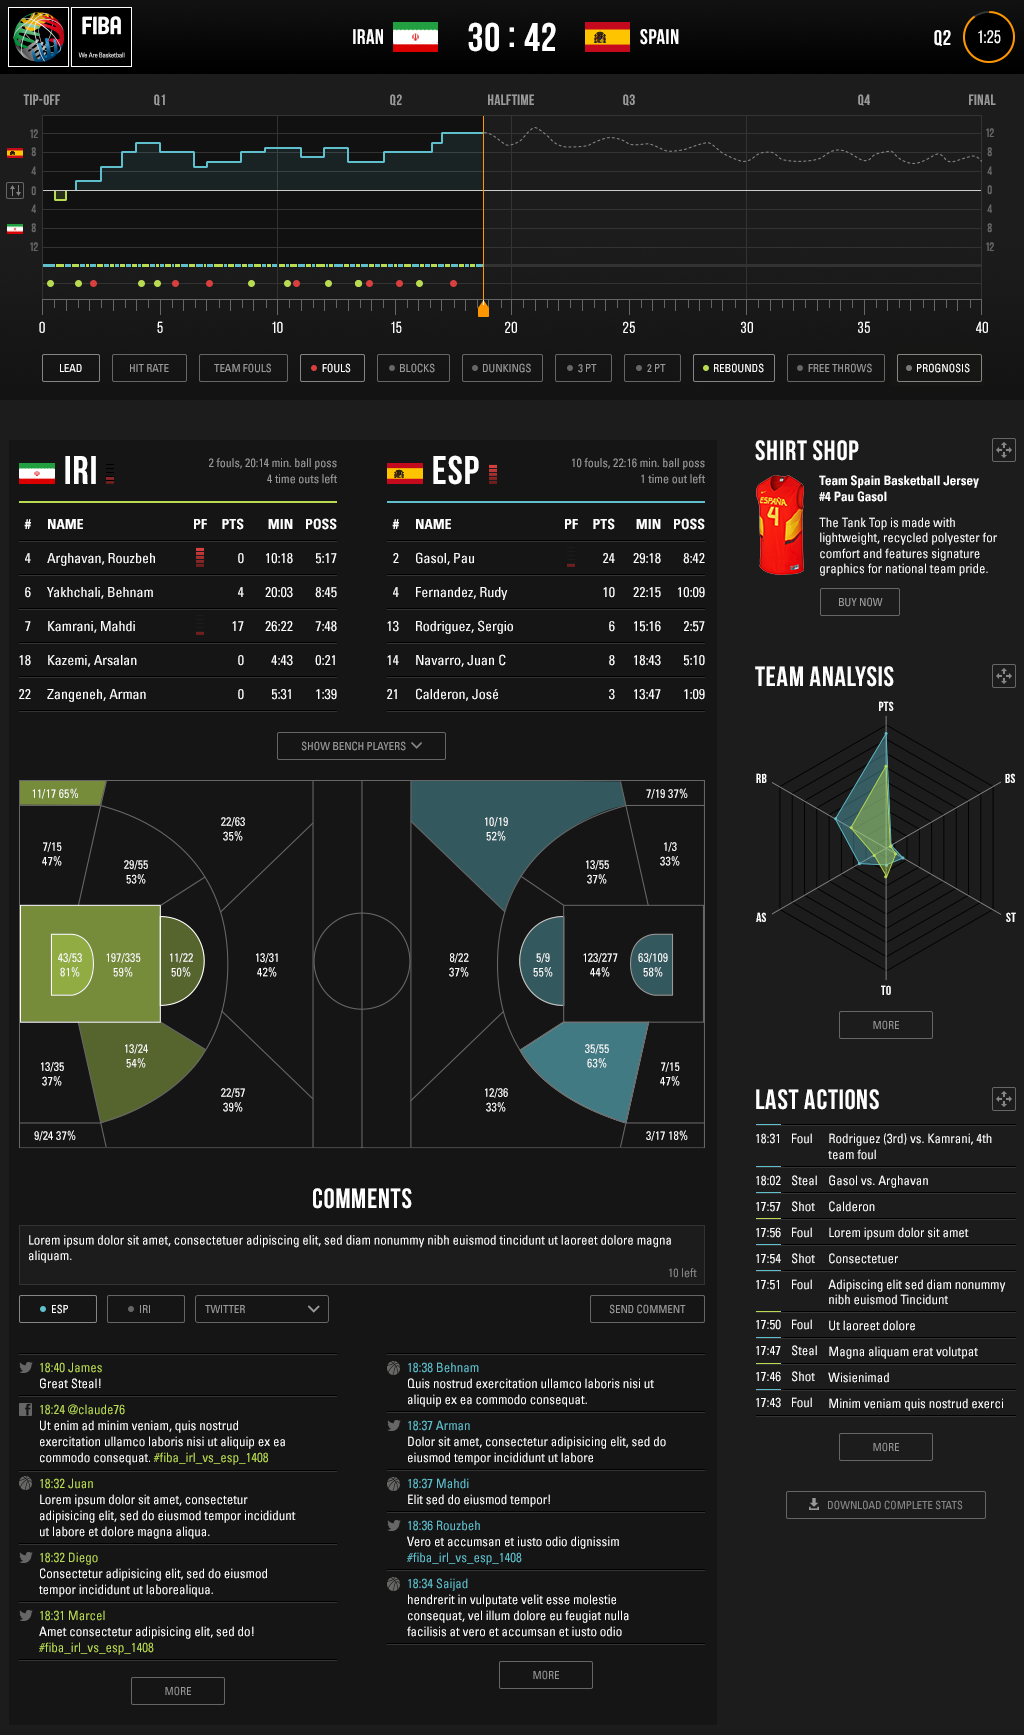 FIBA
We Are Basketball
IRAN 30 : 42 SPAIN
Q2 1:25
TIP-OFF Q1 Q2 HALFTIME Q3 Q4 FINAL
12 12
8 8
4 4
0 0
4 4
8 8
12 12
0 5 10 15 20 25 30 35 40
LEAD HIT RATE TEAM FOULS FOULS BLOCKS DUNKINGS 3 PT 2 PT REBOUNDS FREE THROWS PROGNOSIS
IRI
2 fouls, 20:14 min. ball poss
4 time outs left
# NAME PF PTS MIN POSS
4 Arghavan, Rouzbeh 0 10:18 5:17
6 Yakhchali, Behnam 4 20:03 8:45
7 Kamrani, Mahdi 17 26:22 7:48
18 Kazemi, Arsalan 0 4:43 0:21
22 Zangeneh, Arman 0 5:31 1:39
ESP
10 fouls, 22:16 min. ball poss
1 time out left
# NAME PF PTS MIN POSS
2 Gasol, Pau 24 29:18 8:42
4 Fernandez, Rudy 10 22:15 10:09
13 Rodriguez, Sergio 6 15:16 2:57
14 Navarro, Juan C 8 18:43 5:10
21 Calderon, José 3 13:47 1:09
SHOW BENCH PLAYERS
11/17 65%
22/63
35%
7/15
47%
29/55
53%
43/53
81%
197/335
59%
11/22
50%
13/31
42%
13/24
54%
13/35
37%
22/57
39%
9/24 37%
7/19 37%
10/19
52%
1/3
33%
13/55
37%
8/22
37%
5/9
55%
123/277
44%
63/109
58%
35/55
63%
7/15
47%
12/36
33%
3/17 18%
COMMENTS
Lorem ipsum dolor sit amet, consectetuer adipiscing elit, sed diam nonummy nibh euismod tincidunt ut laoreet dolore magna
aliquam.
10 left
ESP IRI TWITTER SEND COMMENT
18:40 James
Great Steal!
18:24 @claude76
Ut enim ad minim veniam, quis nostrud
exercitation ullamco laboris nisi ut aliquip ex ea
commodo consequat. #fiba_irl_vs_esp_1408
18:32 Juan
Lorem ipsum dolor sit amet, consectetur
adipisicing elit, sed do eiusmod tempor incididunt
ut labore et dolore magna aliqua.
18:32 Diego
Consectetur adipisicing elit, sed do eiusmod
tempor incididunt ut laborealiqua.
18:31 Marcel
Amet consectetur adipisicing elit, sed do!
#fiba_irl_vs_esp_1408
MORE
18:38 Behnam
Quis nostrud exercitation ullamco laboris nisi ut
aliquip ex ea commodo consequat.
18:37 Arman
Dolor sit amet, consectetur adipisicing elit, sed do
eiusmod tempor incididunt ut labore
18:37 Mahdi
Elit sed do eiusmod tempor!
18:36 Rouzbeh
Vero et accumsan et iusto odio dignissim
#fiba_irl_vs_esp_1408
18:34 Saijad
hendrerit in vulputate velit esse molestie
consequat, vel illum dolore eu feugiat nulla
facilisis at vero et accumsan et iusto odio
MORE
SHIRT SHOP
ESPAÑA
4
Team Spain Basketball Jersey
#4 Pau Gasol
The Tank Top is made with
lightweight, recycled polyester for
comfort and features signature
graphics for national team pride.
BUY NOW
TEAM ANALYSIS
PTS
RB BS
AS ST
TO
MORE
LAST ACTIONS
18:31 Foul Rodriguez (3rd) vs. Kamrani, 4th
team foul
18:02 Steal Gasol vs. Arghavan
17:57 Shot Calderon
17:56 Foul Lorem ipsum dolor sit amet
17:54 Shot Consectetuer
17:51 Foul Adipiscing elit sed diam nonummy
nibh euismod Tincidunt
17:50 Foul Ut laoreet dolore
17:47 Steal Magna aliquam erat volutpat
17:46 Shot Wisienimad
17:43 Foul Minim veniam quis nostrud exerci
MORE
DOWNLOAD COMPLETE STATS